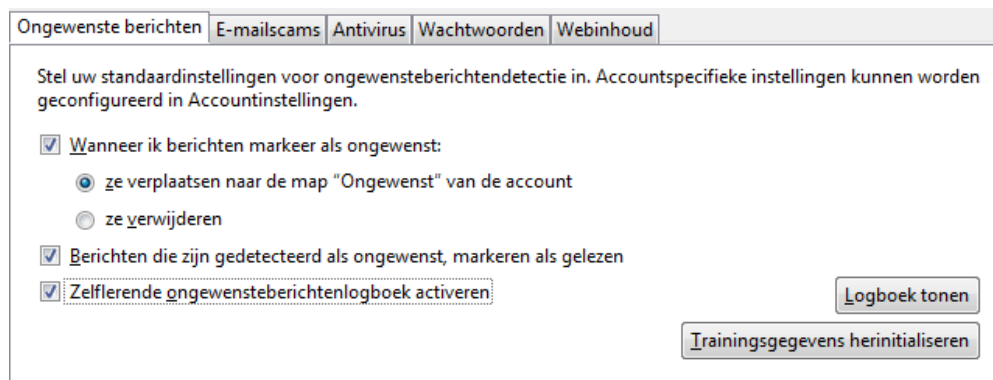 Ongewenste berichten E-mailscams Antivirus Wachtwoorden Webinhoud
Stel uw standaardinstellingen voor ongewensteberichtendetectie in. Accountspecifieke instellingen kunnen worden
geconfigureerd in Accountinstellingen.
Wanneer ik berichten markeer als ongewenst:
ze verplaatsen naar de map “Ongewenst” van de account
ze verwijderen
Berichten die zijn gedetecteerd als ongewenst, markeren als gelezen
Zelflerende ongewensteberichtenlogboek activeren
Logboek tonen
Trainingsgegevens herinitialiseren